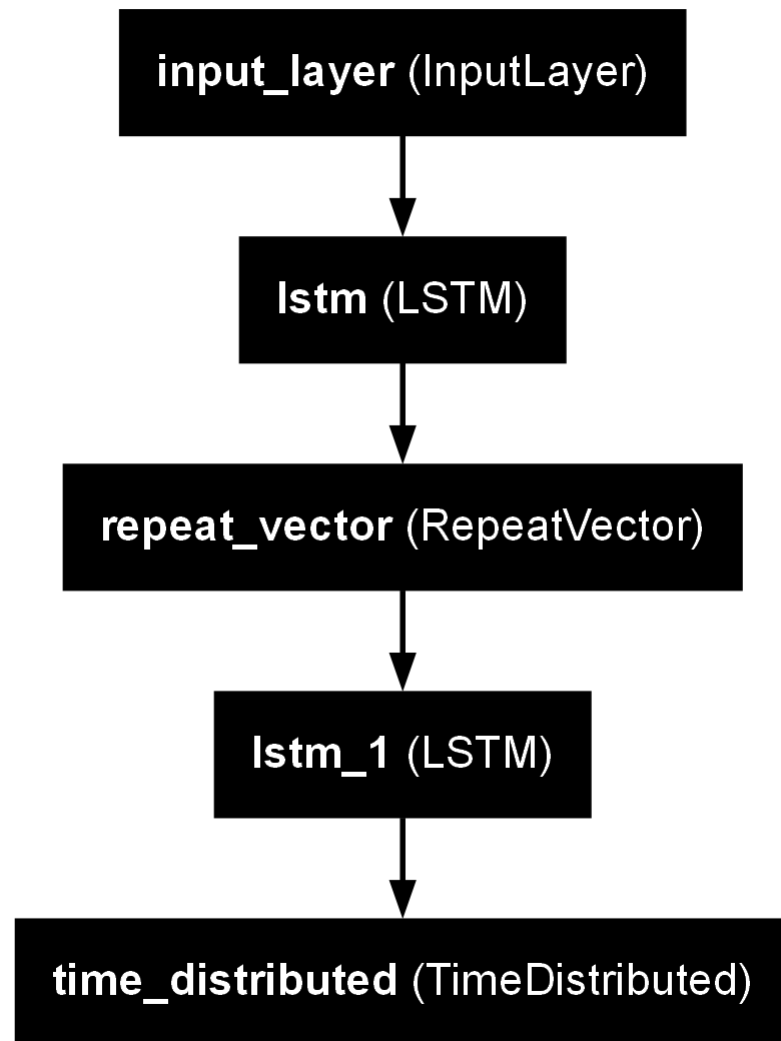 input_layer (InputLayer)
lstm (LSTM)
repeat_vector (RepeatVector)
lstm_1 (LSTM)
time_distributed (TimeDistributed)